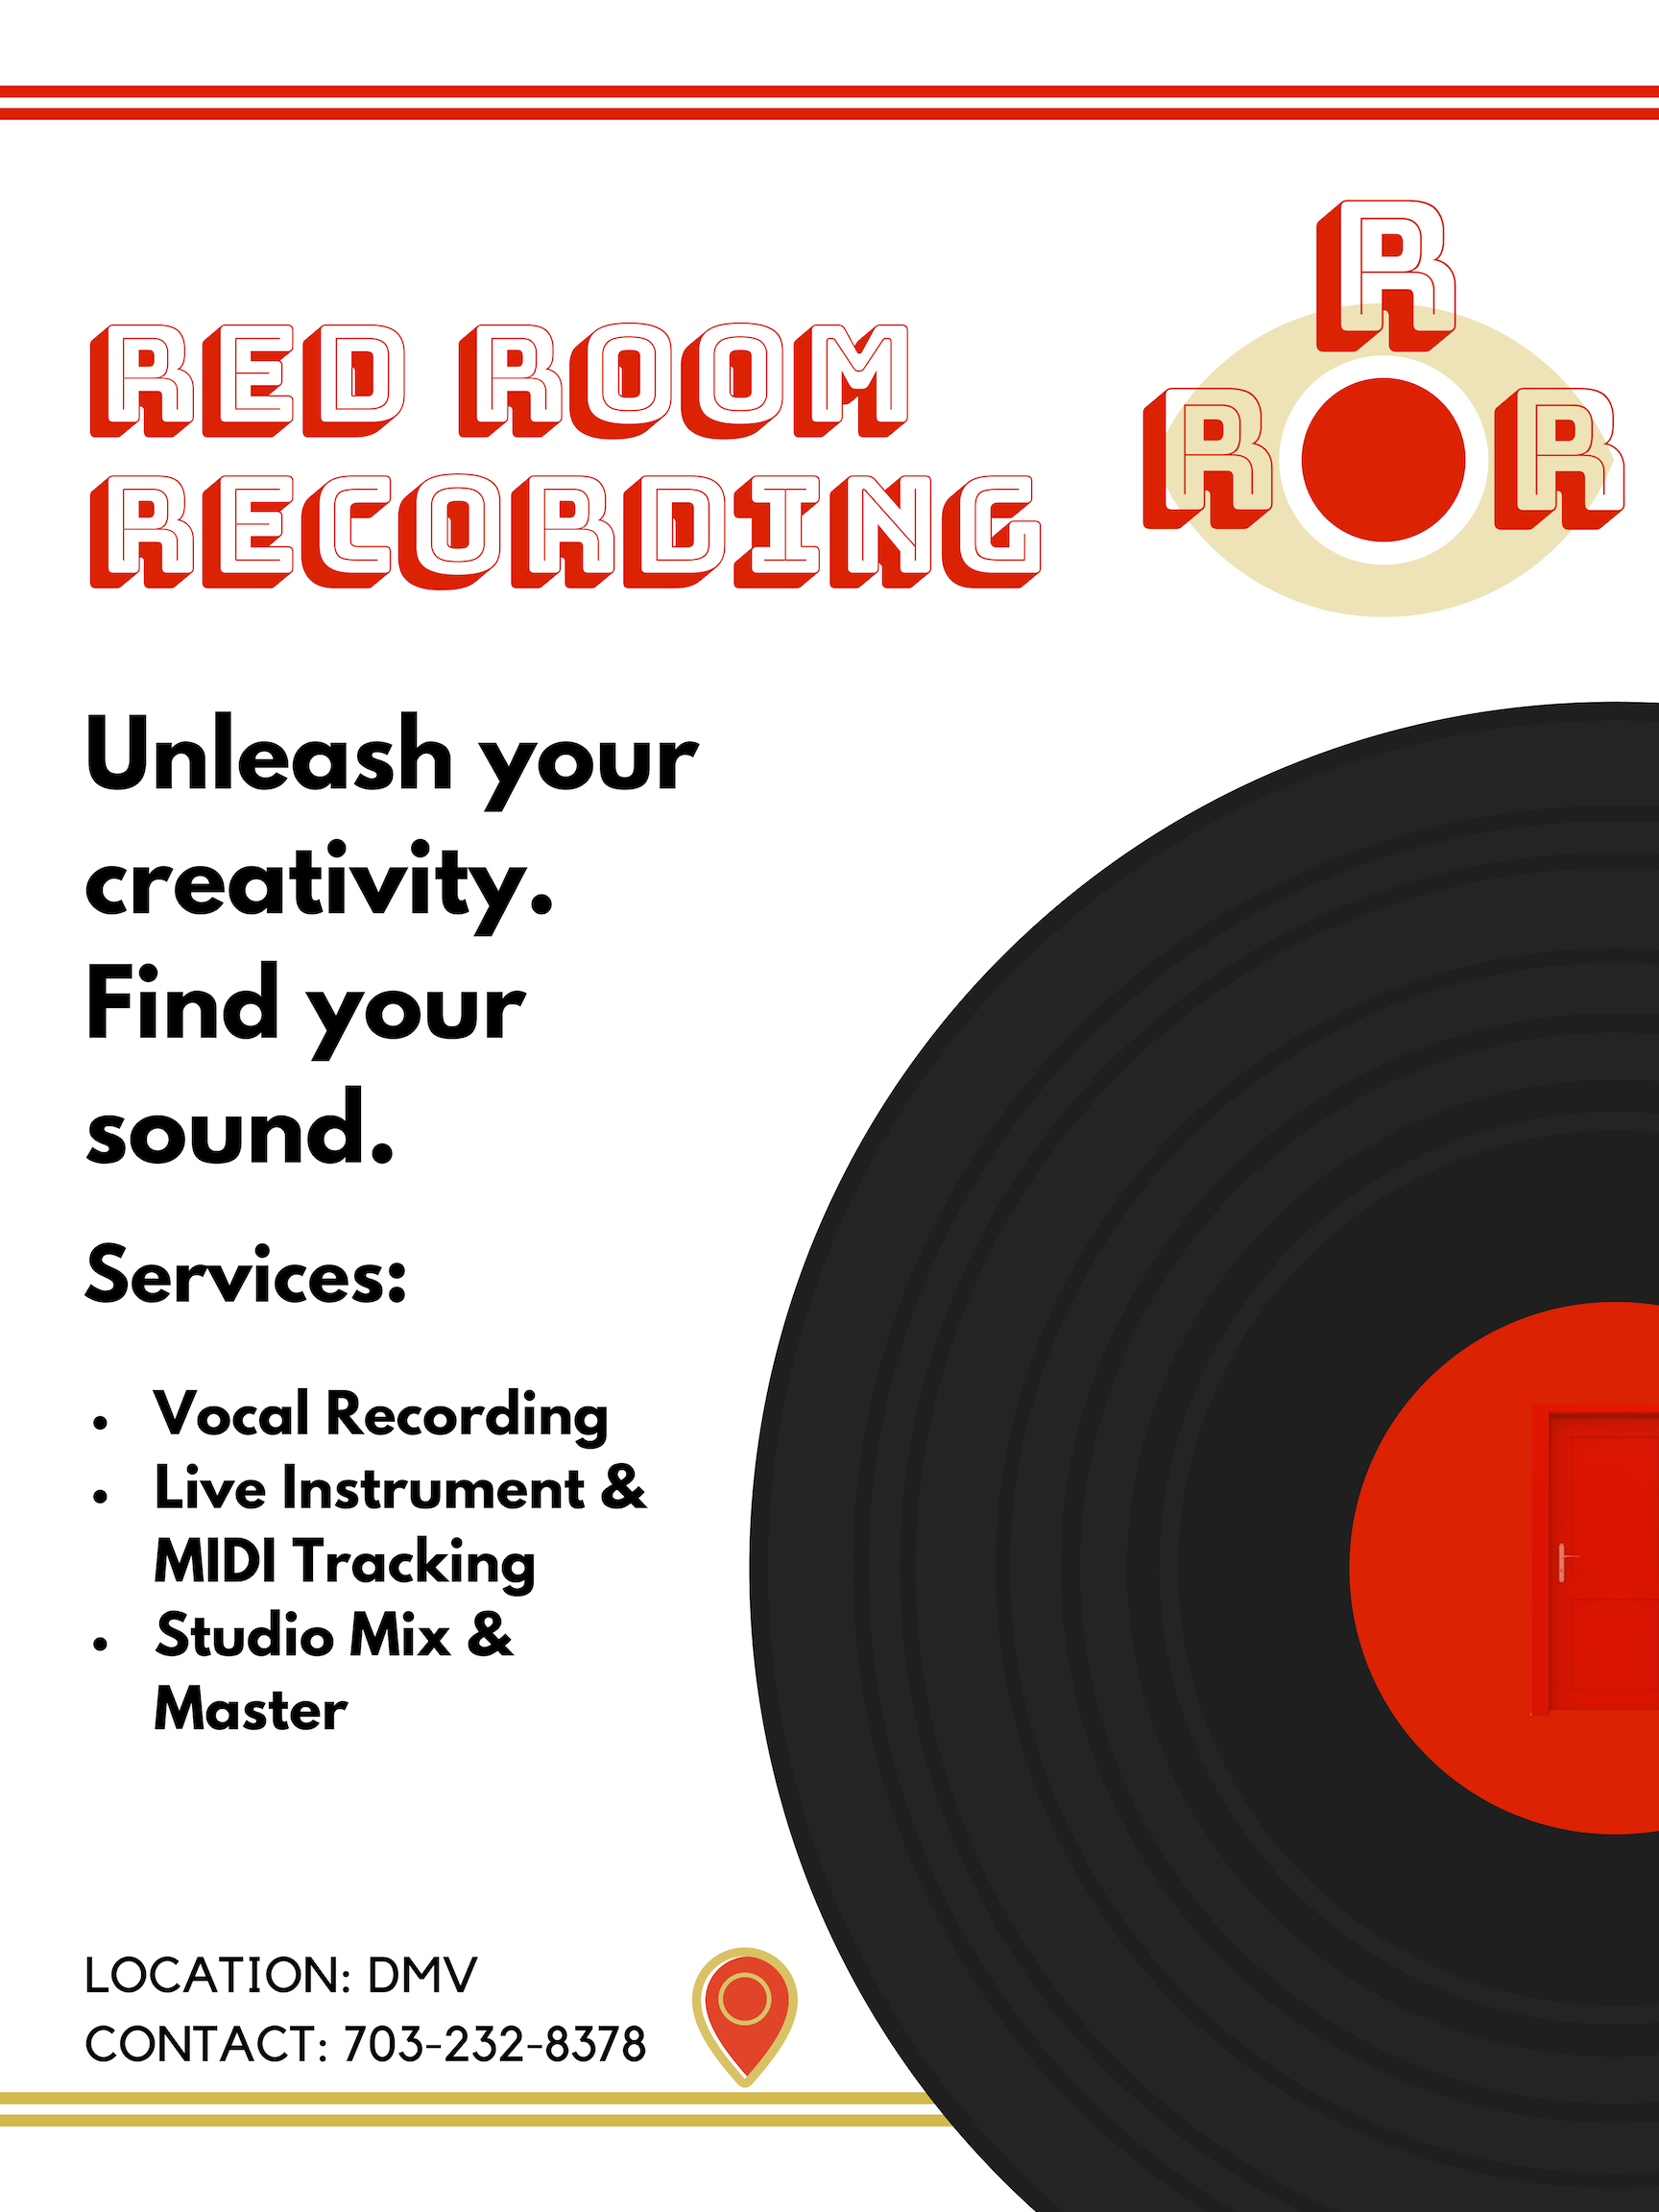 R
RED ROOM
R R
RECORDING
Unleash your
creativity.
Find your
sound.
Services:
• Vocal Recording
• Live Instrument &
MIDI Tracking
• Studio Mix &
Master
LOCATION: DMV
CONTACT: 703-232-8378